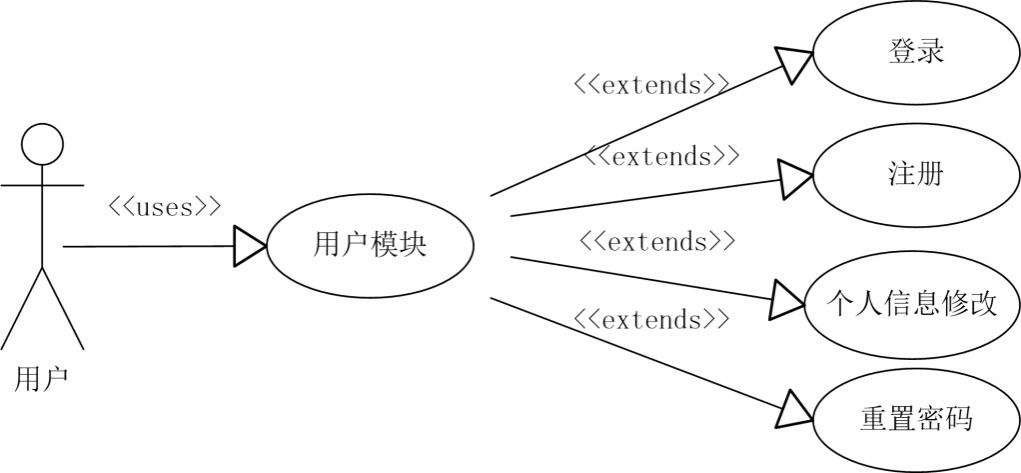 登录
<<extends>>
<<extends>>
注册
<<uses>>
用户模块
<<extends>>
个人信息修改
<<extends>>
用户
重置密码